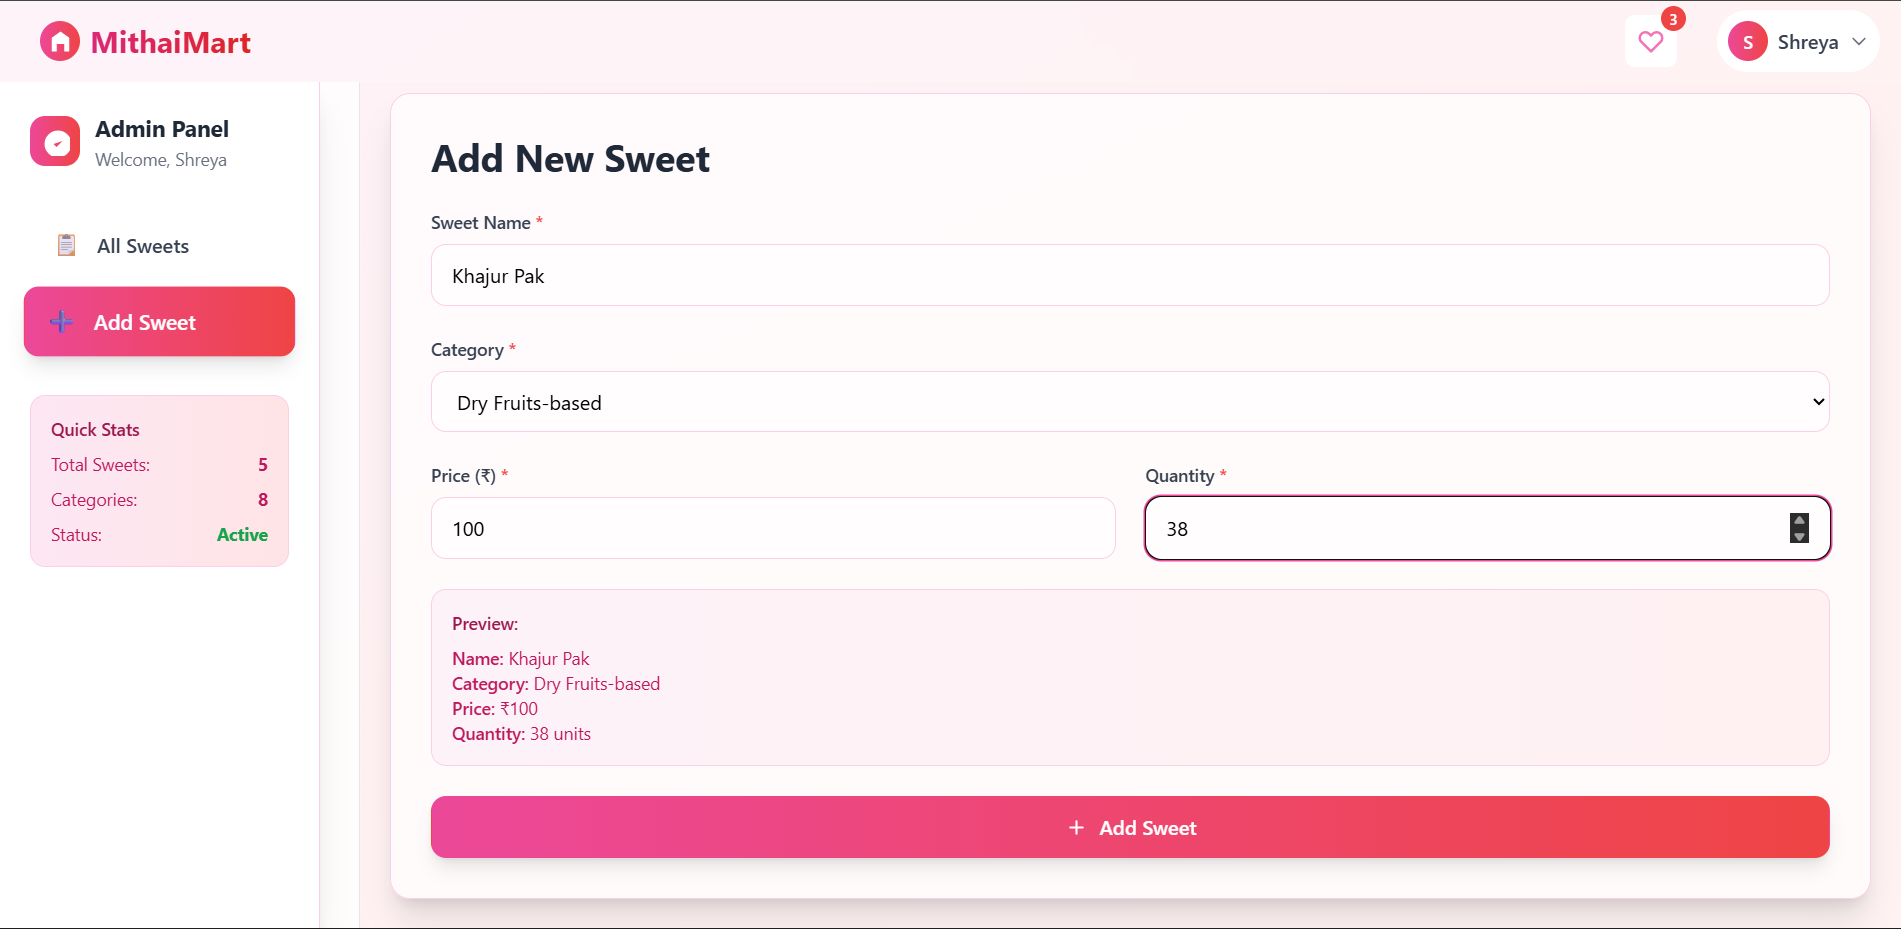 MithaiMart
3
S
Shreya
Admin Panel
Welcome, Shreya
All Sweets
Add Sweet
Quick Stats
Total Sweets: 5
Categories: 8
Status: Active
Add New Sweet
Sweet Name *
Khajur Pak
Category *
Dry Fruits-based
Price (₹) *
Quantity *
100
38
Preview:
Name: Khajur Pak
Category: Dry Fruits-based
Price: ₹100
Quantity: 38 units
+ Add Sweet